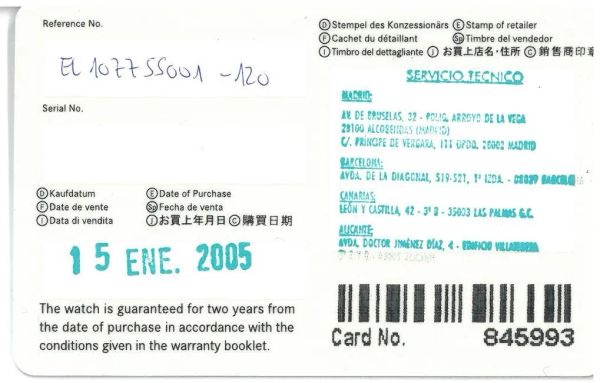 Reference No.
EL 107755001 -120
Serial No.
Ⓓ Kaufdatum Ⓔ Date of Purchase
Ⓕ Date de vente Ⓢⓟ Fecha de venta
Ⓘ Data di vendita Ⓙ お買上年月日 Ⓒ 購買日期
15 ENE. 2005
The watch is guaranteed for two years from
the date of purchase in accordance with the
conditions given in the warranty booklet.
Ⓓ Stempel des Konzessionärs Ⓔ Stamp of retailer
Ⓕ Cachet du détaillant Ⓢⓟ Timbre del vendedor
Ⓘ Timbro del dettagliante Ⓙ お買上店名・住所 Ⓒ 銷售商印章
SERVICIO TECNICO
MADRID:
AV. DE BRUSELAS, 32 - POLIG. ARROYO DE LA VEGA
28100 ALCOBENDAS (MADRID)
C/. PRINCIPE DE VERGARA, 111 DPDO. 28002 MADRID
BARCELONA:
AVDA. DE LA DIAGONAL, 519-521, 1º IZDA. - BARCELONA
CANARIAS:
LEÓN Y CASTILLA, 42 - 3º B - 35003 LAS PALMAS G.C.
ALICANTE:
AVDA. DOCTOR JIMÉNEZ DÍAZ, 4 - EDIFICIO
Card No. 845993